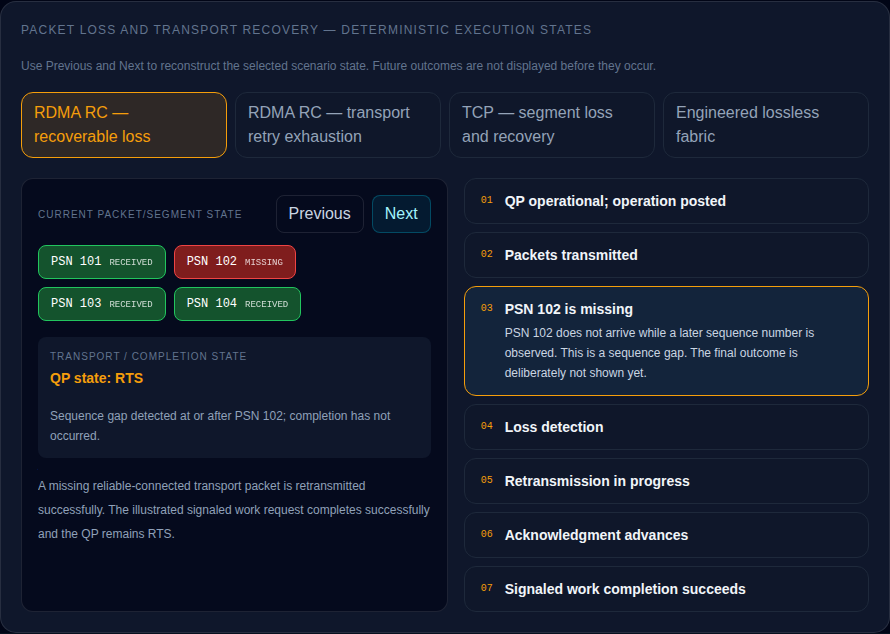 PACKET LOSS AND TRANSPORT RECOVERY — DETERMINISTIC EXECUTION STATES
Use Previous and Next to reconstruct the selected scenario state. Future outcomes are not displayed before they occur.
RDMA RC —
recoverable loss
RDMA RC — transport
retry exhaustion
TCP — segment loss
and recovery
Engineered lossless
fabric
CURRENT PACKET/SEGMENT STATE
Previous
Next
PSN 101 RECEIVED
PSN 102 MISSING
PSN 103 RECEIVED
PSN 104 RECEIVED
TRANSPORT / COMPLETION STATE
QP state: RTS
Sequence gap detected at or after PSN 102; completion has not
occurred.
A missing reliable-connected transport packet is retransmitted
successfully. The illustrated signaled work request completes successfully
and the QP remains RTS.
01 QP operational; operation posted
02 Packets transmitted
03 PSN 102 is missing
PSN 102 does not arrive while a later sequence number is
observed. This is a sequence gap. The final outcome is
deliberately not shown yet.
04 Loss detection
05 Retransmission in progress
06 Acknowledgment advances
07 Signaled work completion succeeds